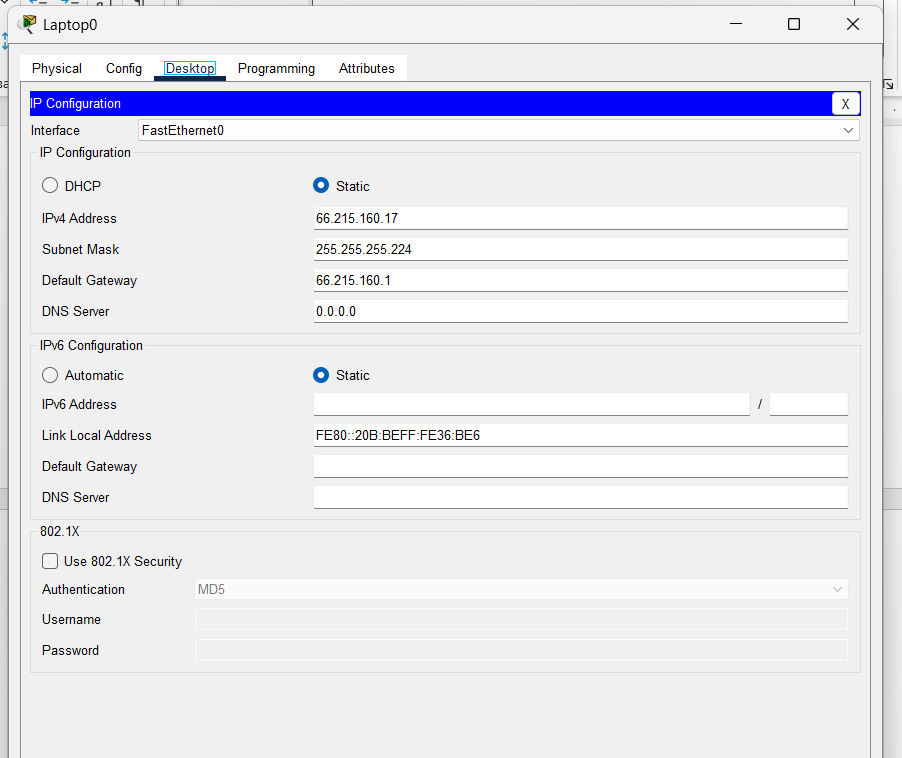 Laptop0
Physical Config Desktop Programming Attributes
IP Configuration X
Interface FastEthernet0
IP Configuration
DHCP Static
IPv4 Address 66.215.160.17
Subnet Mask 255.255.255.224
Default Gateway 66.215.160.1
DNS Server 0.0.0.0
IPv6 Configuration
Automatic Static
IPv6 Address /
Link Local Address FE80::20B:BEFF:FE36:BE6
Default Gateway
DNS Server
802.1X
Use 802.1X Security
Authentication MD5
Username
Password